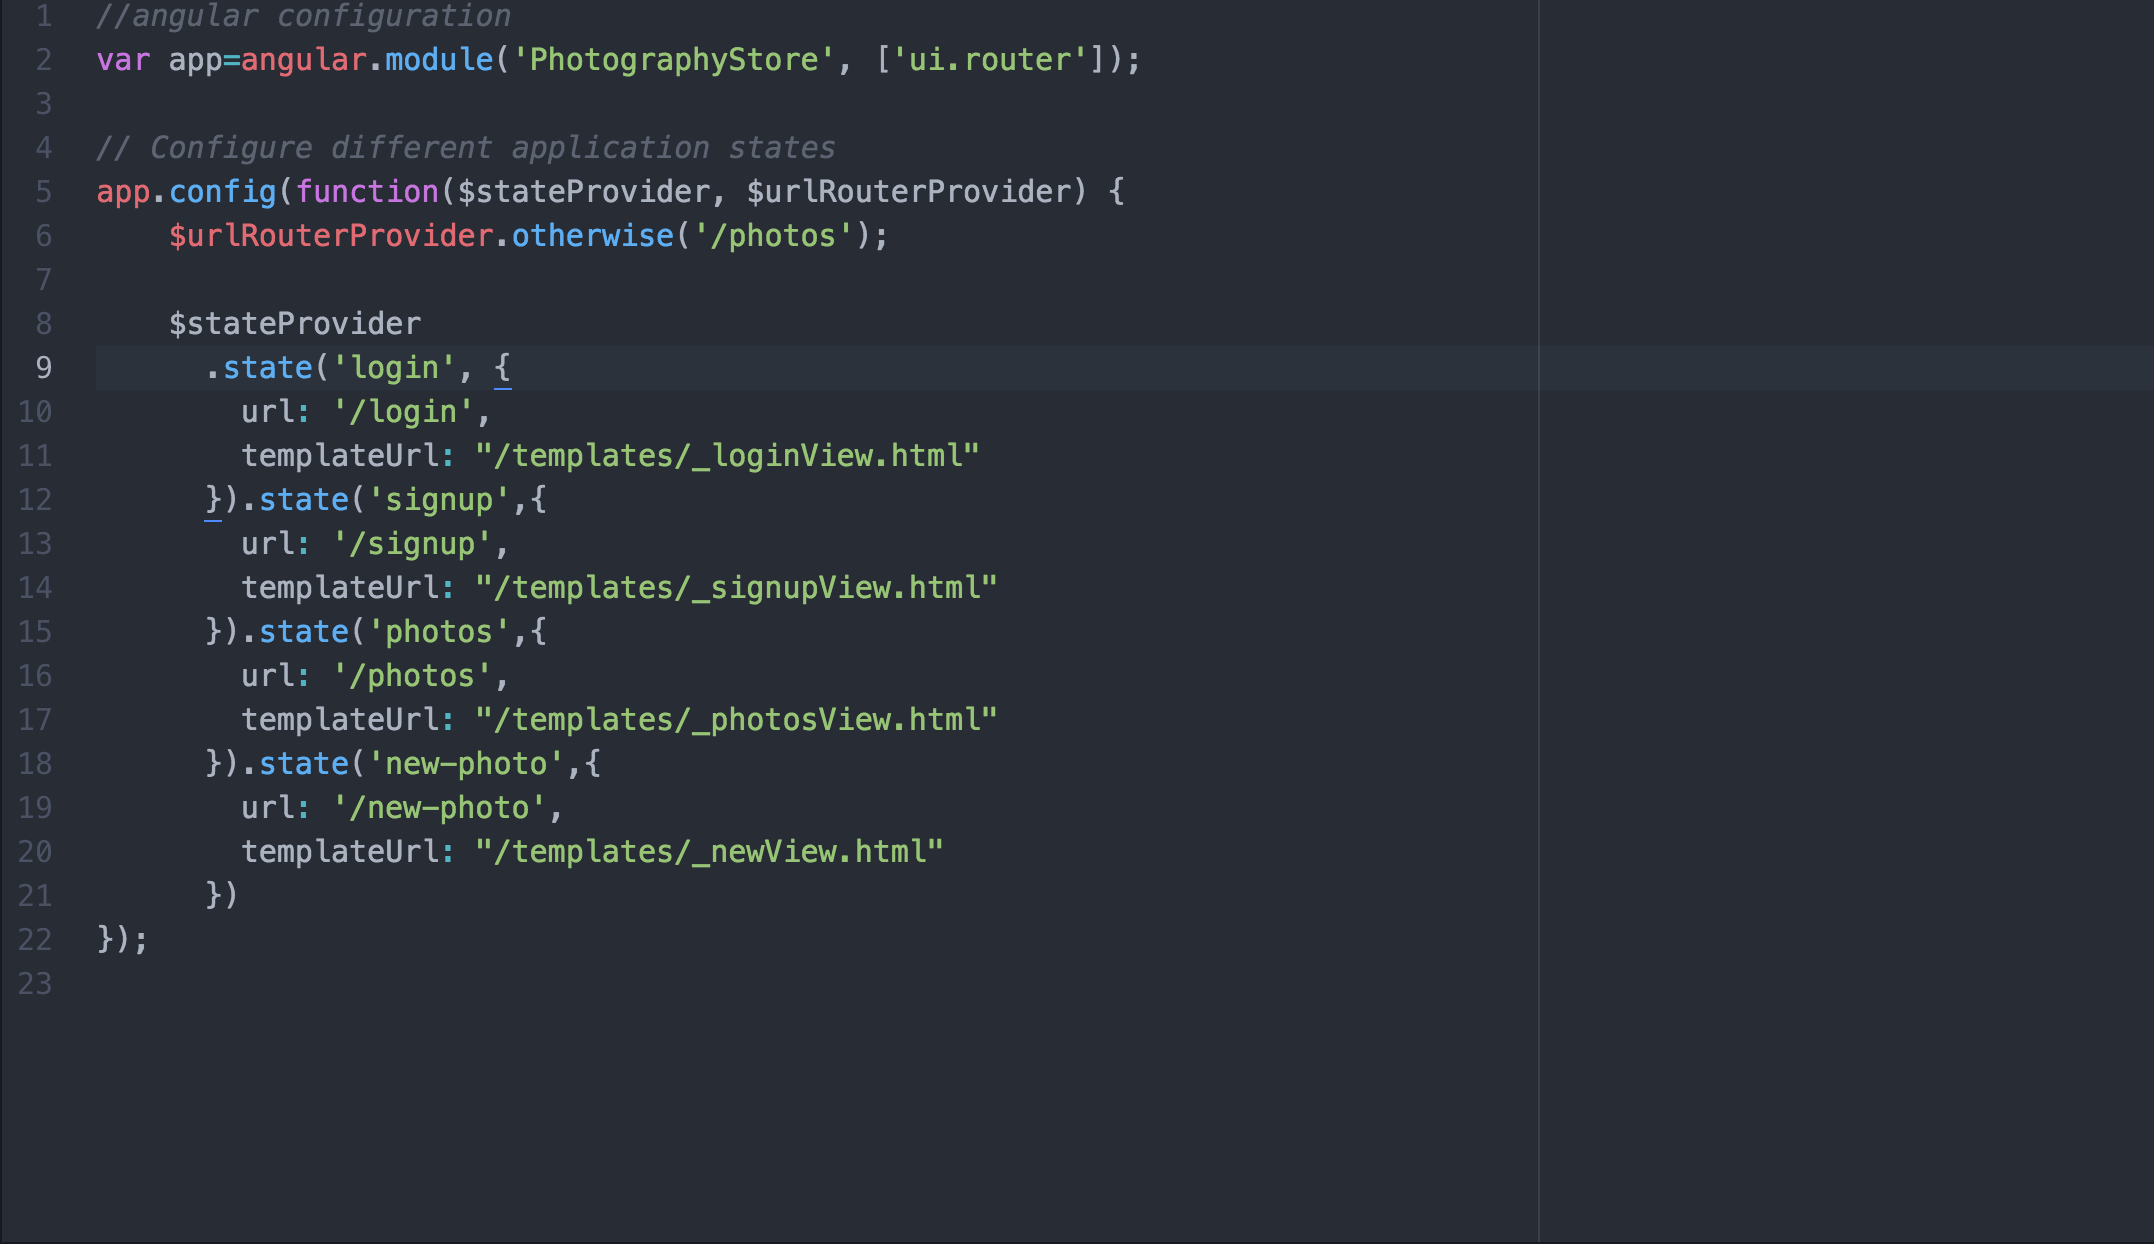 1 //angular configuration
2 var app=angular.module('PhotographyStore', ['ui.router']);
3
4 // Configure different application states
5 app.config(function($stateProvider, $urlRouterProvider) {
6     $urlRouterProvider.otherwise('/photos');
7
8     $stateProvider
9       .state('login', {
10         url: '/login',
11         templateUrl: "/templates/_loginView.html"
12       }).state('signup',{
13         url: '/signup',
14         templateUrl: "/templates/_signupView.html"
15       }).state('photos',{
16         url: '/photos',
17         templateUrl: "/templates/_photosView.html"
18       }).state('new-photo',{
19         url: '/new-photo',
20         templateUrl: "/templates/_newView.html"
21       })
22 });
23